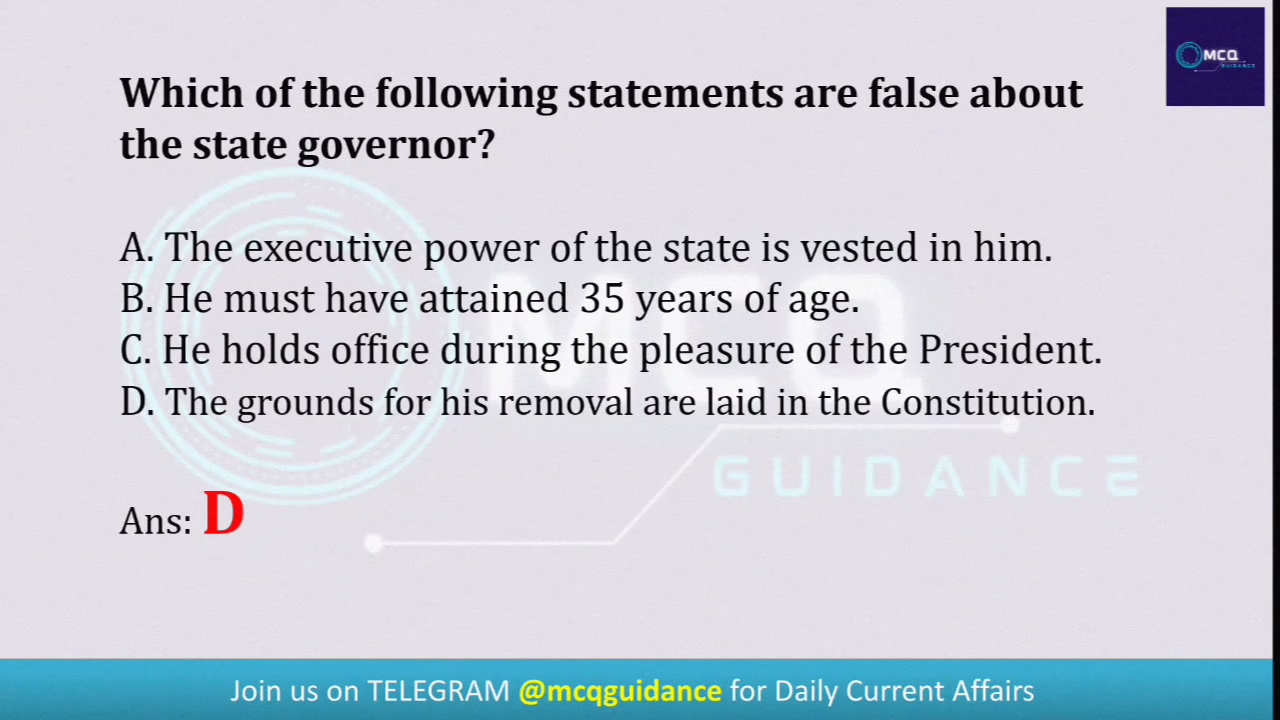 MCQ
GUIDANCE
Which of the following statements are false about
the state governor?
A. The executive power of the state is vested in him.
B. He must have attained 35 years of age.
C. He holds office during the pleasure of the President.
D. The grounds for his removal are laid in the Constitution.
MCQ
GUIDANCE
Ans: D
Join us on TELEGRAM @mcqguidance for Daily Current Affairs